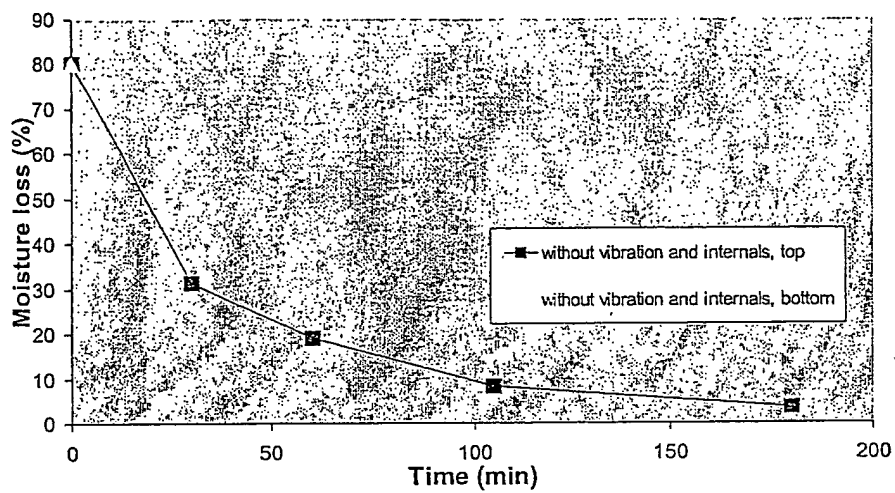 90
80
70
60
50
40
30
20
10
0
Moisture loss (%)
without vibration and internals, top
without vibration and internals, bottom
0 50 100 150 200
Time (min)